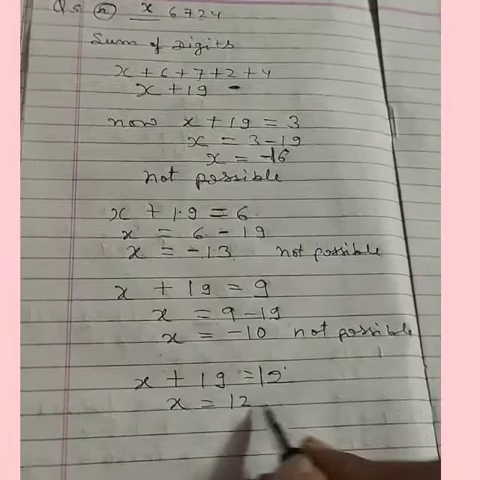 Q5 (a) x 6724
Sum of Digits
x + 6 + 7 + 2 + 4
x + 19 -
now x + 19 = 3
x = 3 - 19
x = -16
not possible
x + 19 = 6
x = 6 - 19
x = -13 not possible
x + 19 = 9
x = 9 - 19
x = -10 not possible
x + 19 = 12
x = 12